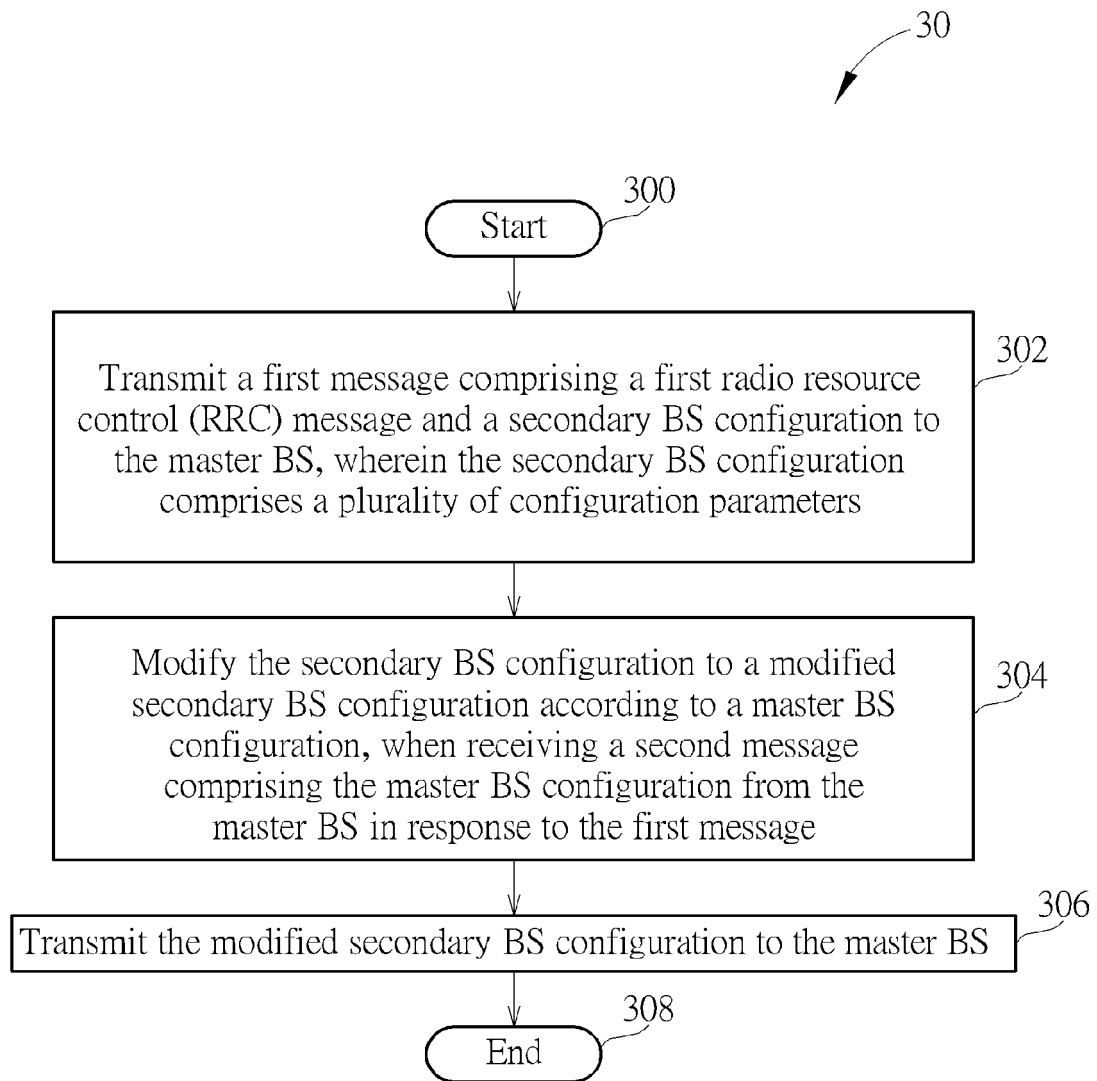 30
300
Start
302
Transmit a first message comprising a first radio resource
control (RRC) message and a secondary BS configuration to
the master BS, wherein the secondary BS configuration
comprises a plurality of configuration parameters
304
Modify the secondary BS configuration to a modified
secondary BS configuration according to a master BS
configuration, when receiving a second message
comprising the master BS configuration from the
master BS in response to the first message
306
Transmit the modified secondary BS configuration to the master BS
308
End